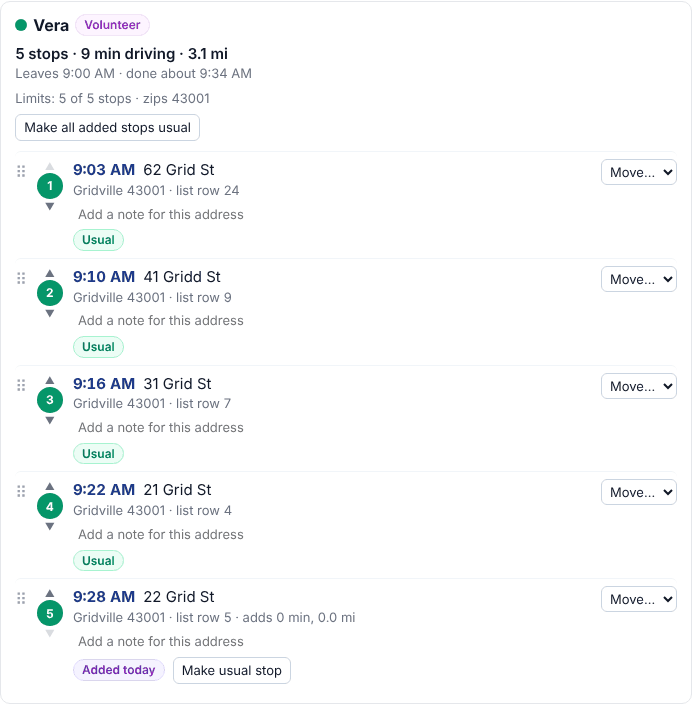 Vera Volunteer
5 stops · 9 min driving · 3.1 mi
Leaves 9:00 AM · done about 9:34 AM
Limits: 5 of 5 stops · zips 43001
Make all added stops usual
1 9:03 AM 62 Grid St Move...
Gridville 43001 · list row 24
Add a note for this address
Usual
2 9:10 AM 41 Gridd St Move...
Gridville 43001 · list row 9
Add a note for this address
Usual
3 9:16 AM 31 Grid St Move...
Gridville 43001 · list row 7
Add a note for this address
Usual
4 9:22 AM 21 Grid St Move...
Gridville 43001 · list row 4
Add a note for this address
Usual
5 9:28 AM 22 Grid St Move...
Gridville 43001 · list row 5 · adds 0 min, 0.0 mi
Add a note for this address
Added today Make usual stop